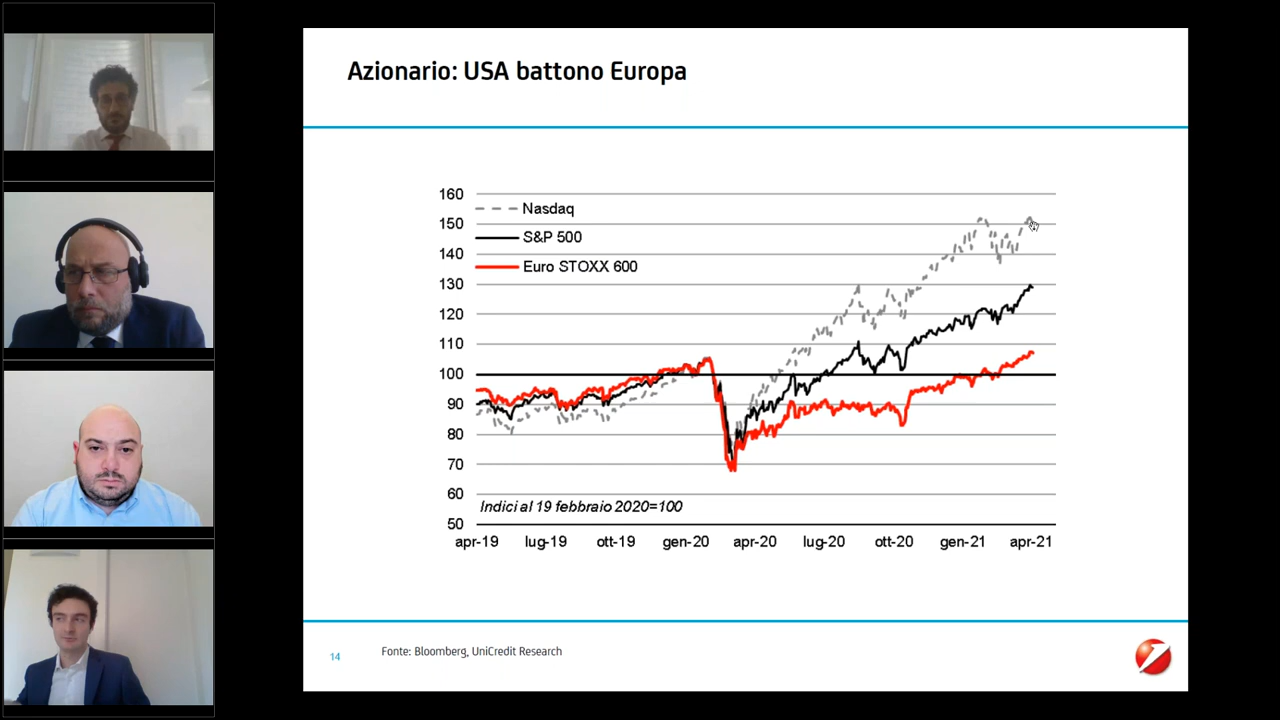 Azionario: USA battono Europa
160
150
140
130
120
110
100
90
80
70
60
50
Nasdaq
S&P 500
Euro STOXX 600
Indici al 19 febbraio 2020=100
apr-19 lug-19 ott-19 gen-20 apr-20 lug-20 ott-20 gen-21 apr-21
14
Fonte: Bloomberg, UniCredit Research